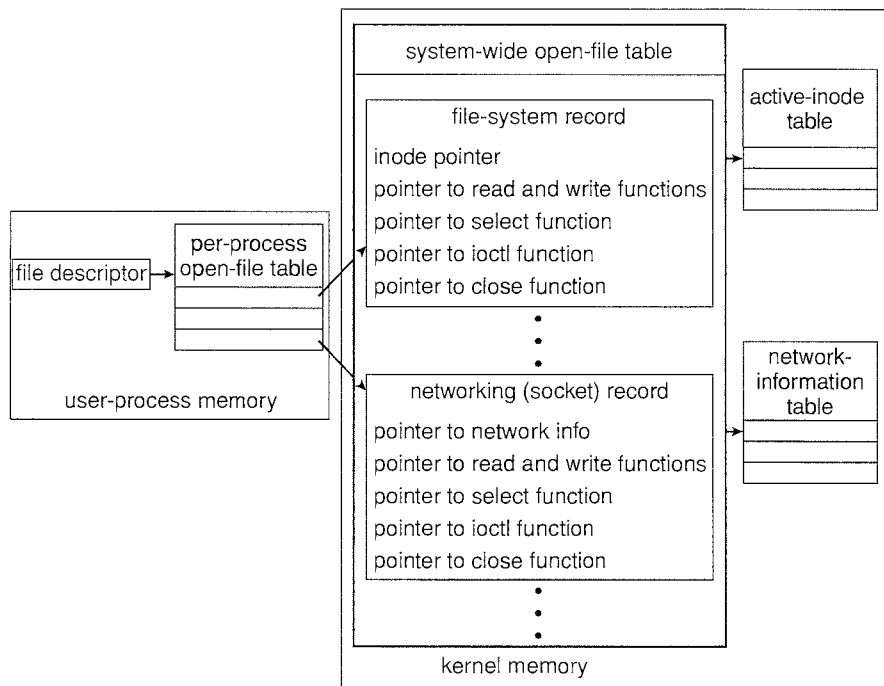 system-wide open-file table
file-system record
inode pointer
pointer to read and write functions
pointer to select function
pointer to ioctl function
pointer to close function
active-inode
table
per-process
open-file table
file descriptor
user-process memory
networking (socket) record
pointer to network info
pointer to read and write functions
pointer to select function
pointer to ioctl function
pointer to close function
network-
information
table
kernel memory